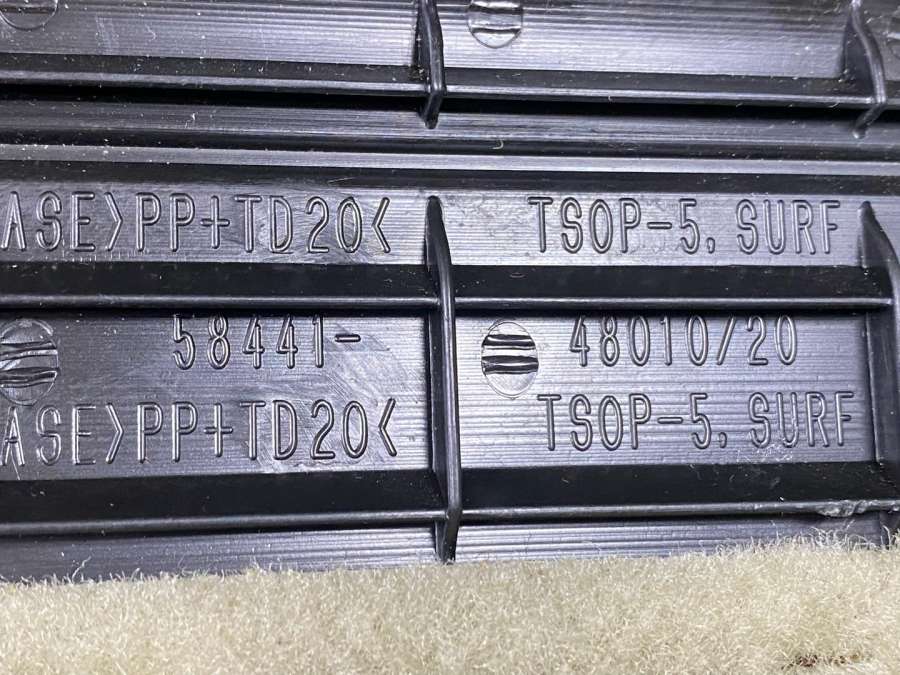 ASE>PP+TD20< TSOP-5, SURF
58441- 48010/20
ASE>PP+TD20< TSOP-5, SURF